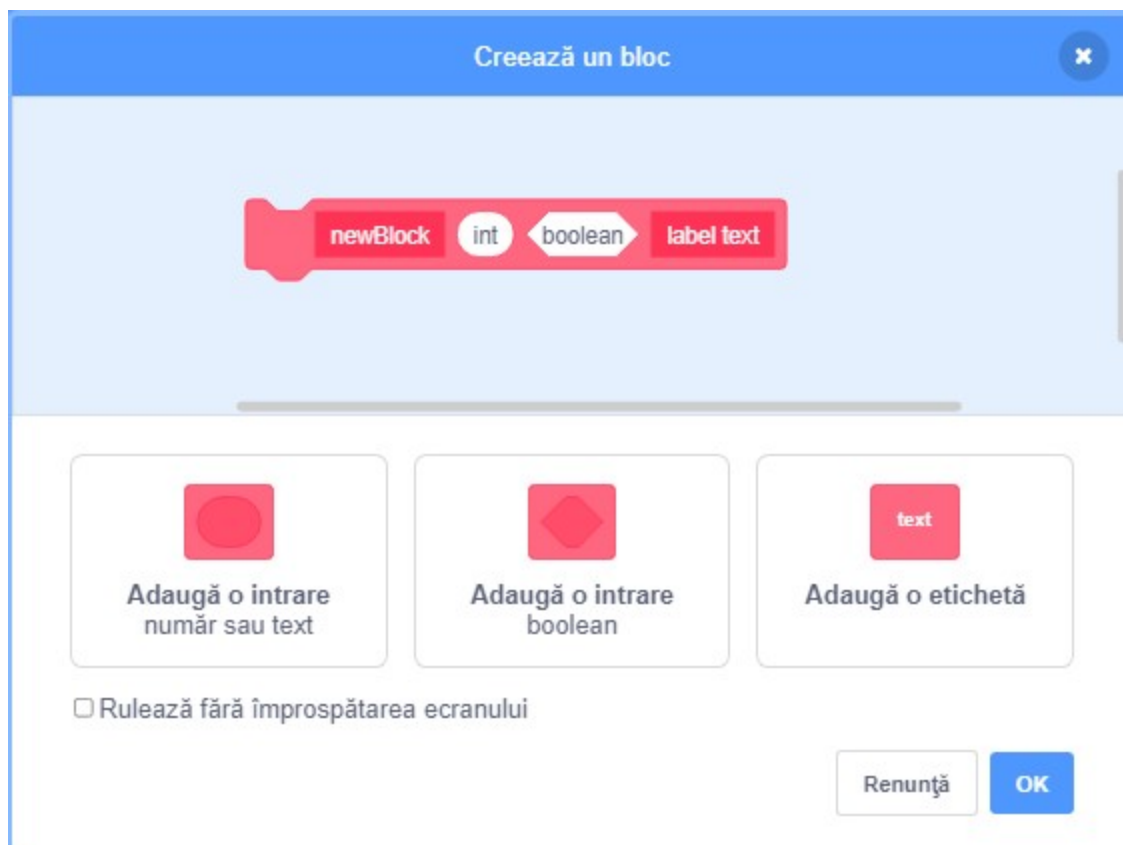 Creează un bloc
newBlock int boolean label text
text
Adaugă o intrare
număr sau text
Adaugă o intrare
boolean
Adaugă o etichetă
Rulează fără împrospătarea ecranului
Renunţă OK